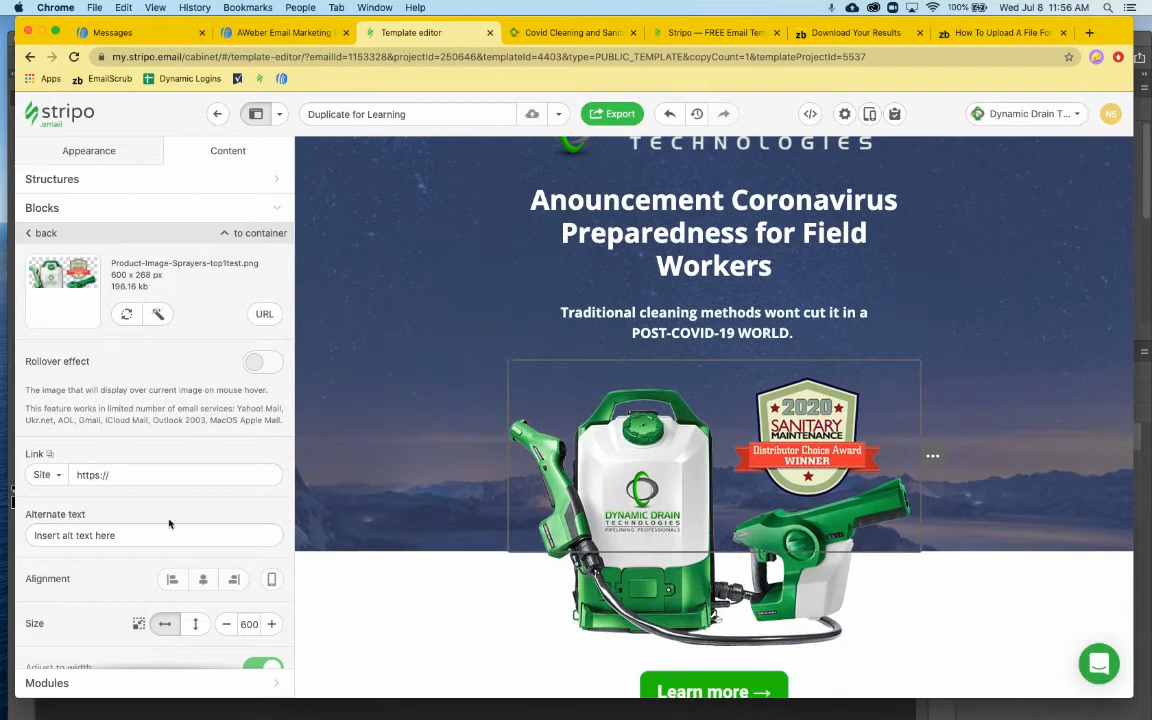 Chrome File Edit View History Bookmarks People Tab Window Help 100% Wed Jul 8 11:56 AM
Messages AWeber Email Marketing Template editor Covid Cleaning and Sani Stripo — FREE Email Tem zb Download Your Results zb How To Upload A File For
my.stripo.email/cabinet/#/template-editor/?emailId=1153328&projectId=250646&templateId=4403&type=PUBLIC_TEMPLATE&copyCount=1&templateProjectId=5537
Apps zb EmailScrub Dynamic Logins
stripo
.email
Duplicate for Learning
Export
</>
Dynamic Drain T...
NS
Appearance Content
Structures
Blocks
back to container
Product-Image-Sprayers-top1test.png
600 x 268 px
196.16 kb
URL
Rollover effect
The image that will display over current image on mouse hover.
This feature works in limited number of email services: Yahoo! Mail,
Ukr.net, AOL, Gmail, iCloud Mail, Outlook 2003, MacOS Apple Mail.
Link
Site https://
Alternate text
Insert alt text here
Alignment
Size 600
Adjust to width
Modules
TECHNOLOGIES
Anouncement Coronavirus
Preparedness for Field
Workers
Traditional cleaning methods wont cut it in a
POST-COVID-19 WORLD.
2020
SANITARY
MAINTENANCE
Distributor Choice Award
WINNER
DYNAMIC DRAIN
TECHNOLOGIES
PIPELINING PROFESSIONALS
Learn more →